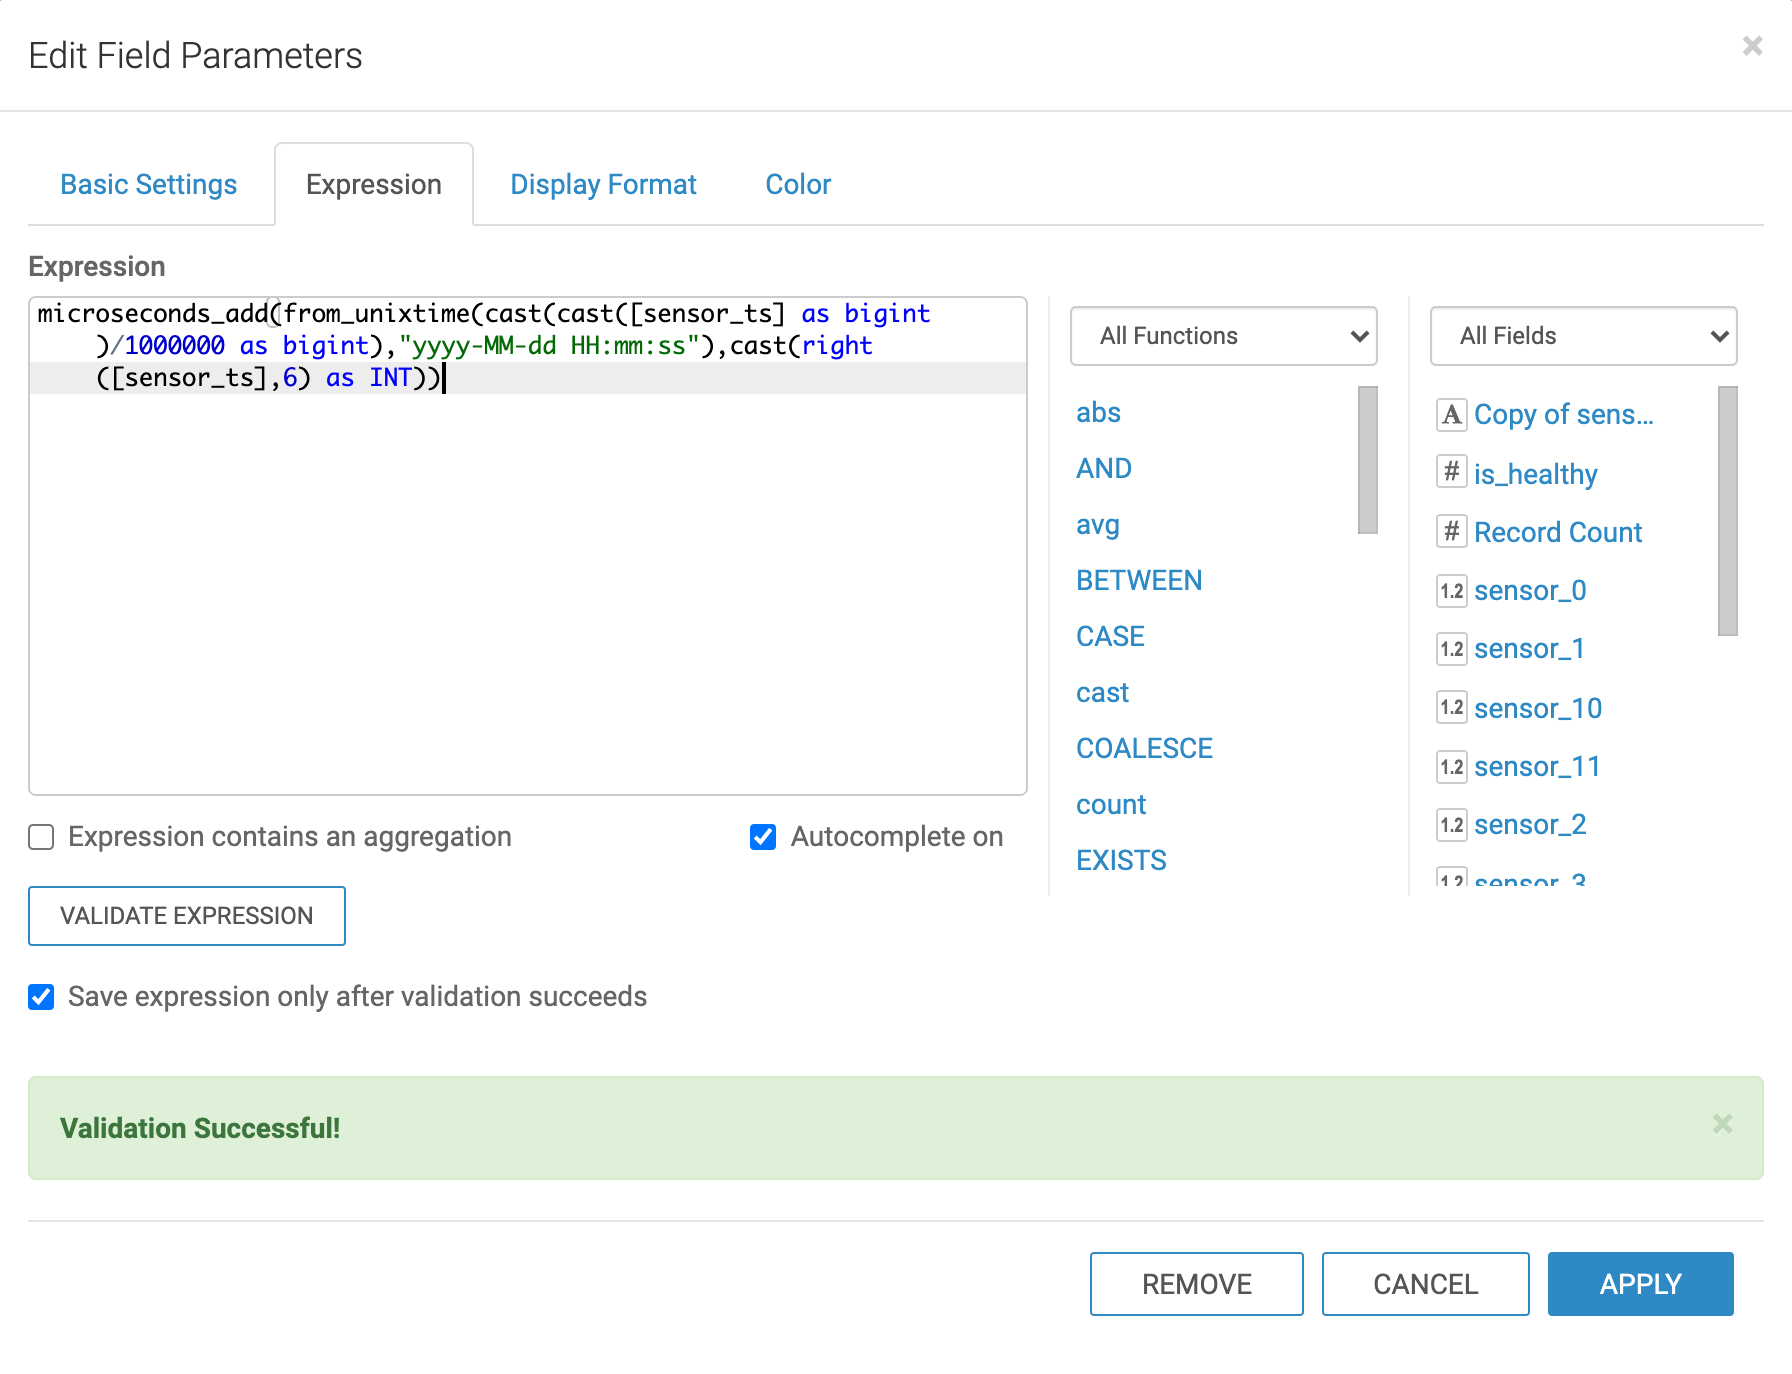 Edit Field Parameters
×
Basic Settings
Expression
Display Format
Color
Expression
microseconds_add(from_unixtime(cast(cast([sensor_ts] as bigint
)/1000000 as bigint),"yyyy-MM-dd HH:mm:ss"),cast(right
([sensor_ts],6) as INT))
Expression contains an aggregation
Autocomplete on
VALIDATE EXPRESSION
Save expression only after validation succeeds
All Functions
abs
AND
avg
BETWEEN
CASE
cast
COALESCE
count
EXISTS
All Fields
A Copy of sens...
# is_healthy
# Record Count
1.2 sensor_0
1.2 sensor_1
1.2 sensor_10
1.2 sensor_11
1.2 sensor_2
1.2 sensor_3
Validation Successful!
×
REMOVE
CANCEL
APPLY